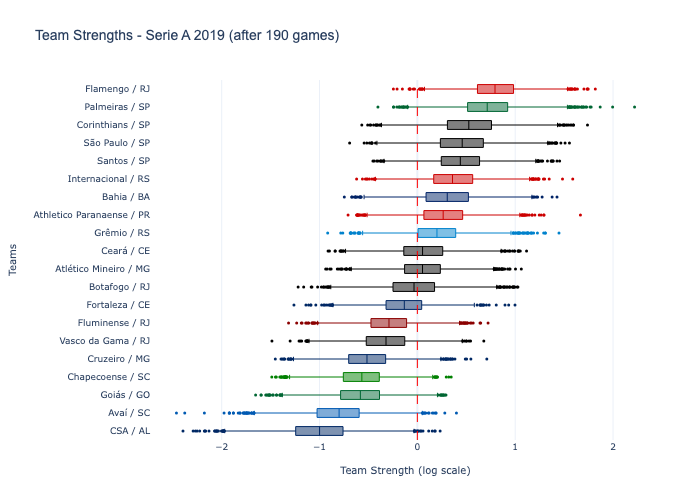 Team Strengths - Serie A 2019 (after 190 games)
Flamengo / RJ
Palmeiras / SP
Corinthians / SP
São Paulo / SP
Santos / SP
Internacional / RS
Bahia / BA
Athletico Paranaense / PR
Grêmio / RS
Ceará / CE
Atlético Mineiro / MG
Botafogo / RJ
Fortaleza / CE
Fluminense / RJ
Vasco da Gama / RJ
Cruzeiro / MG
Chapecoense / SC
Goiás / GO
Avaí / SC
CSA / AL
Teams
−2 −1 0 1 2
Team Strength (log scale)